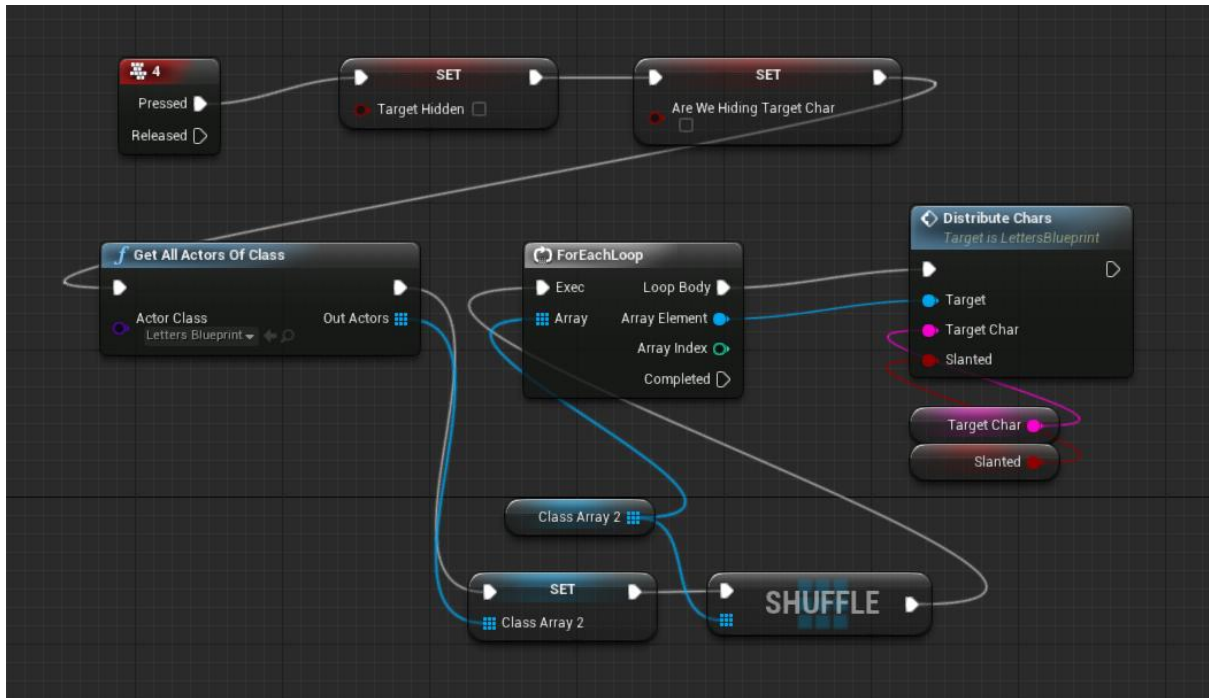 4
Pressed
Released
SET
Target Hidden
SET
Are We Hiding Target Char
Get All Actors Of Class
Actor Class
Letters Blueprint
Out Actors
ForEachLoop
Exec
Loop Body
Array
Array Element
Array Index
Completed
Distribute Chars
Target is LettersBlueprint
Target
Target Char
Slanted
Target Char
Slanted
Class Array 2
SET
Class Array 2
SHUFFLE